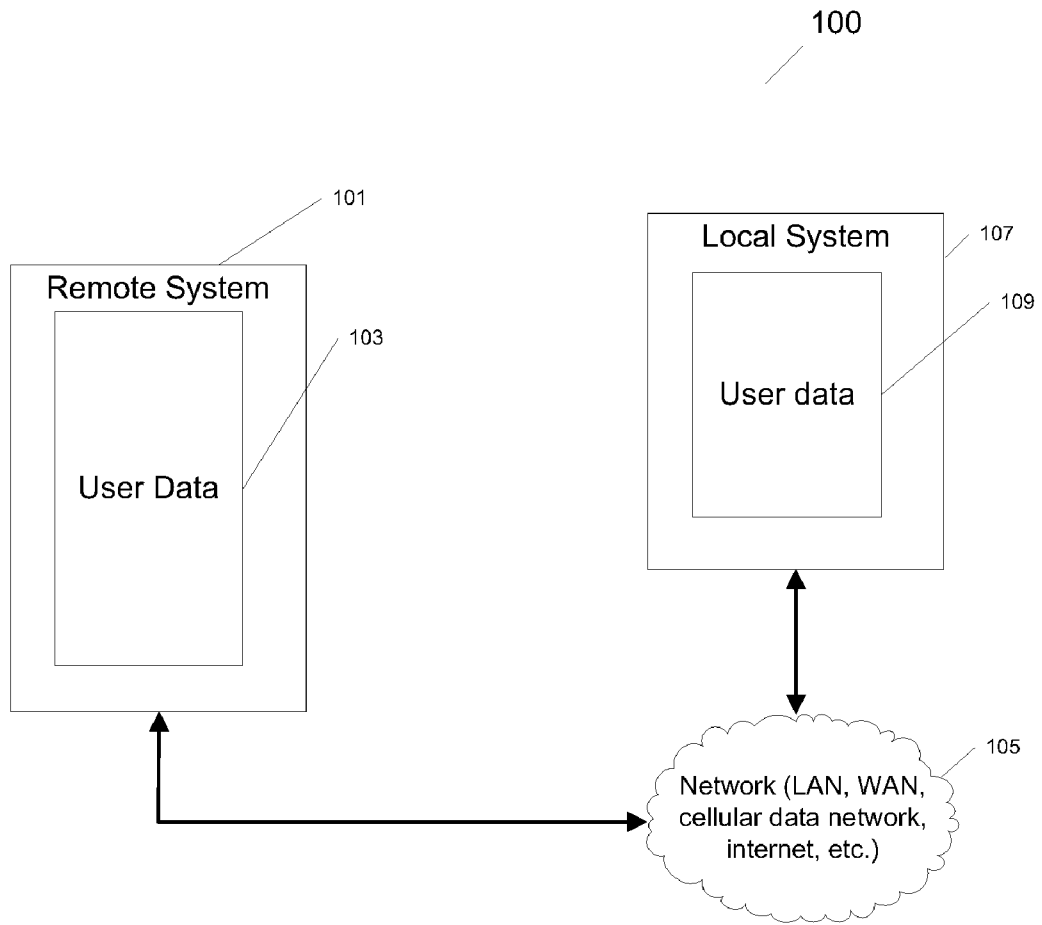 100
101
Remote System
103
User Data
Local System
107
109
User data
105
Network (LAN, WAN,
cellular data network,
internet, etc.)